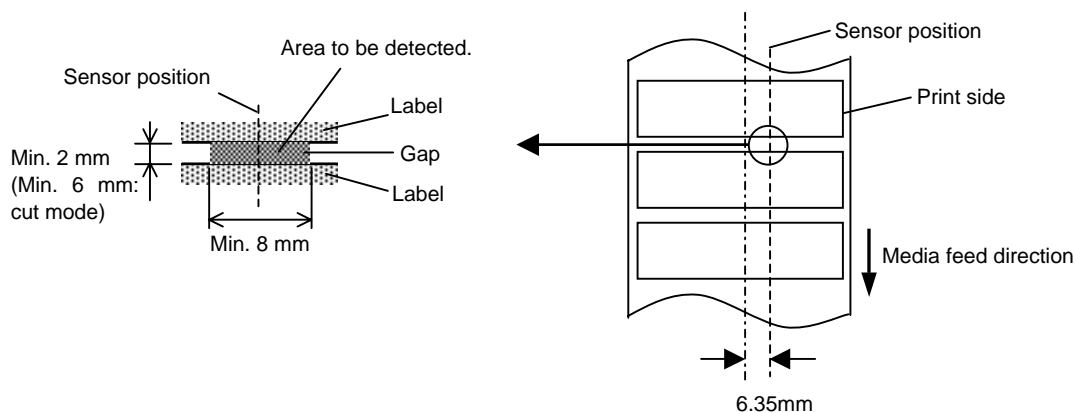 Area to be detected.
Sensor position
Label
Gap
Label
Min. 2 mm
(Min. 6 mm:
cut mode)
Min. 8 mm
Sensor position
Print side
Media feed direction
6.35mm